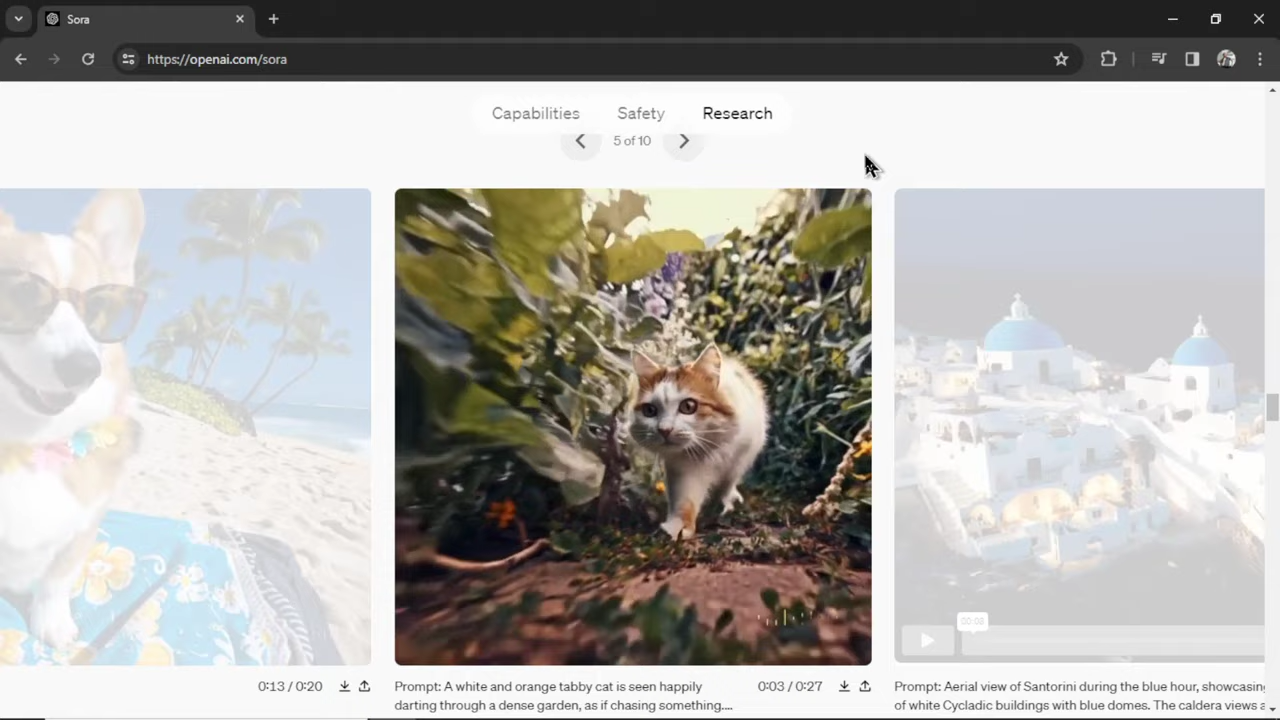 Sora
https://openai.com/sora
Capabilities Safety Research
5 of 10
00:03
0:13 / 0:20
Prompt: A white and orange tabby cat is seen happily
darting through a dense garden, as if chasing something....
0:03 / 0:27
Prompt: Aerial view of Santorini during the blue hour, showcasing
of white Cycladic buildings with blue domes. The caldera views a